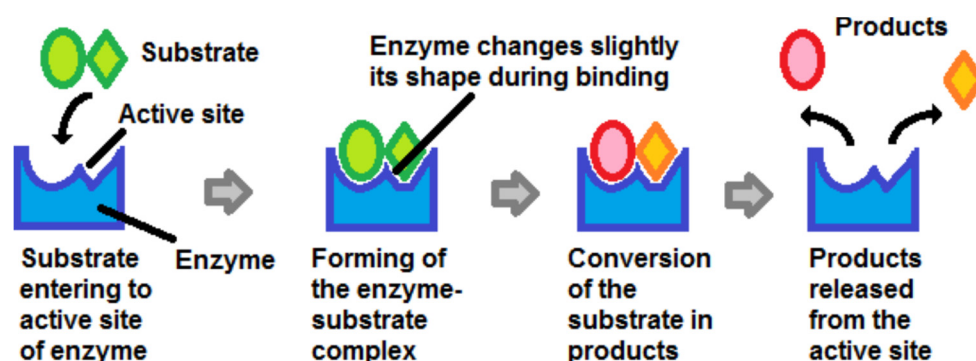 Substrate
Active site
Enzyme
Substrate
entering to
active site
of enzyme
Enzyme changes slightly
its shape during binding
Forming of
the enzyme-
substrate
complex
Conversion
of the
substrate in
products
Products
Products
released
from the
active site